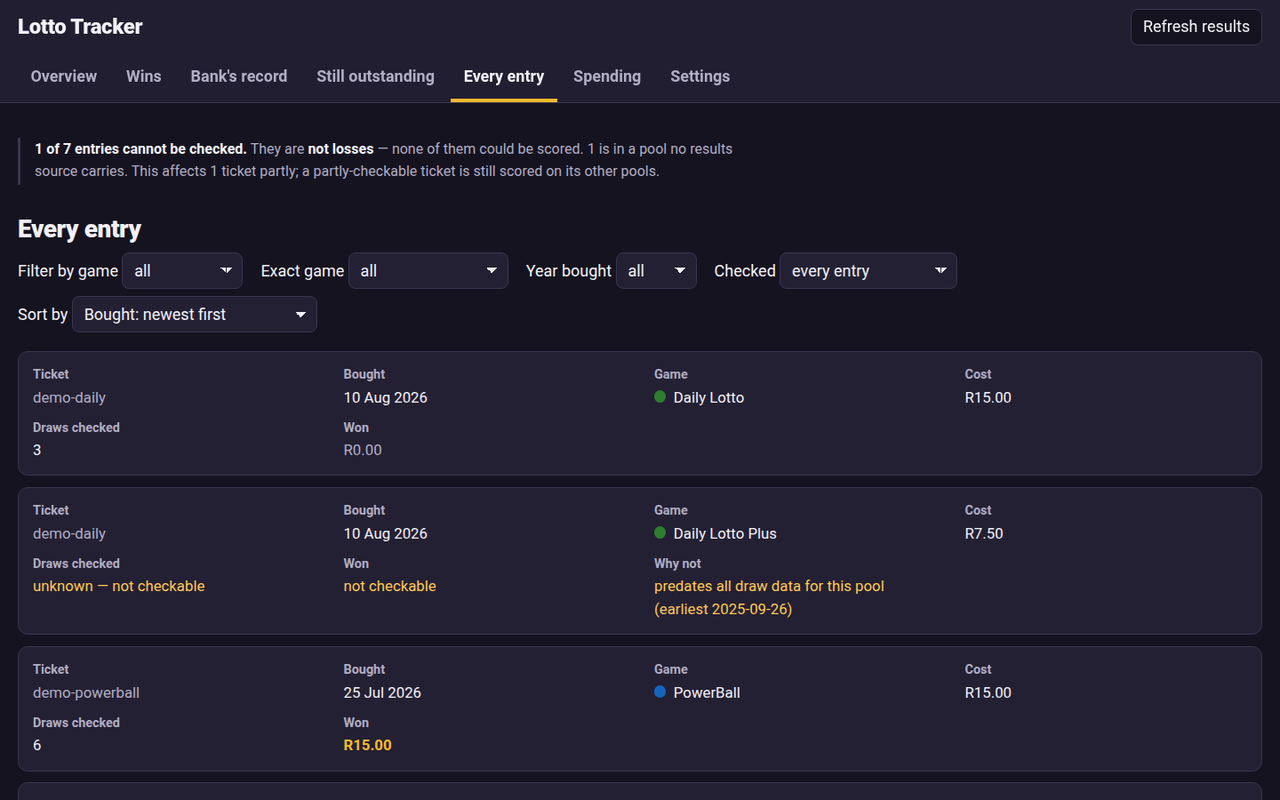 Lotto Tracker
Refresh results
Overview Wins Bank's record Still outstanding Every entry Spending Settings
1 of 7 entries cannot be checked. They are not losses — none of them could be scored. 1 is in a pool no results
source carries. This affects 1 ticket partly; a partly-checkable ticket is still scored on its other pools.
Every entry
Filter by game all Exact game all Year bought all Checked every entry
Sort by Bought: newest first
Ticket Bought Game Cost
demo-daily 10 Aug 2026 Daily Lotto R15.00
Draws checked Won
3 R0.00
Ticket Bought Game Cost
demo-daily 10 Aug 2026 Daily Lotto Plus R7.50
Draws checked Won Why not
unknown — not checkable not checkable predates all draw data for this pool
(earliest 2025-09-26)
Ticket Bought Game Cost
demo-powerball 25 Jul 2026 PowerBall R15.00
Draws checked Won
6 R15.00